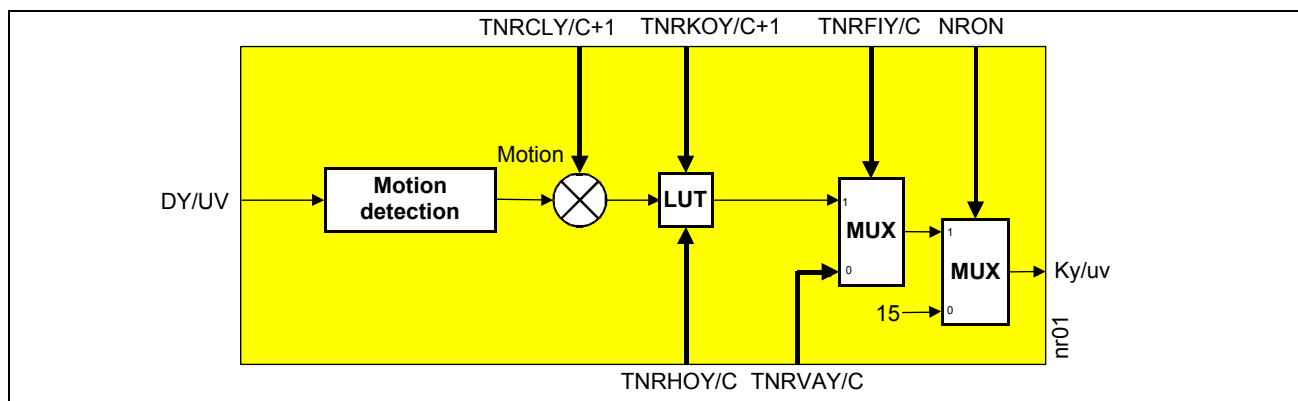 TNRCLY/C+1 TNRKOY/C+1 TNRFIY/C NRON
Motion
DY/UV
Motion
detection
LUT
1
MUX
0
1
MUX
0
15
Ky/uv
nr01
TNRHOY/C TNRVAY/C